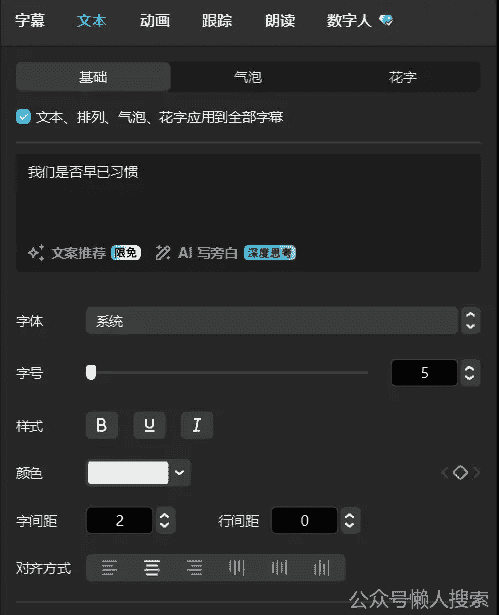 字幕 文本 动画 跟踪 朗读 数字人
基础 气泡 花字
文本、排列、气泡、花字应用到全部字幕
我们是否早已习惯
文案推荐 限免 AI 写旁白 深度思考
字体 系统
字号 5
样式 B U I
颜色
字间距 2 行间距 0
对齐方式
公众号懒人搜索